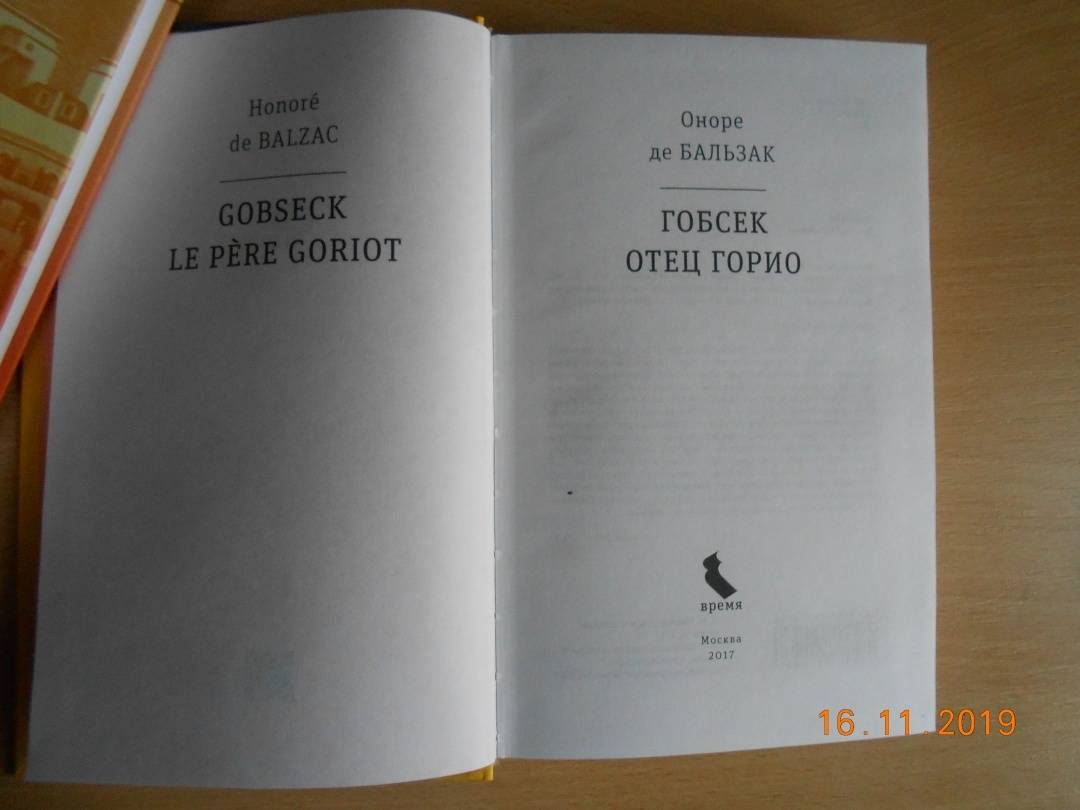 Honoré
de BALZAC
GOBSECK
LE PÈRE GORIOT
Оноре
де БАЛЬЗАК
ГОБСЕК
ОТЕЦ ГОРИО
время
Москва
2017
16.11.2019